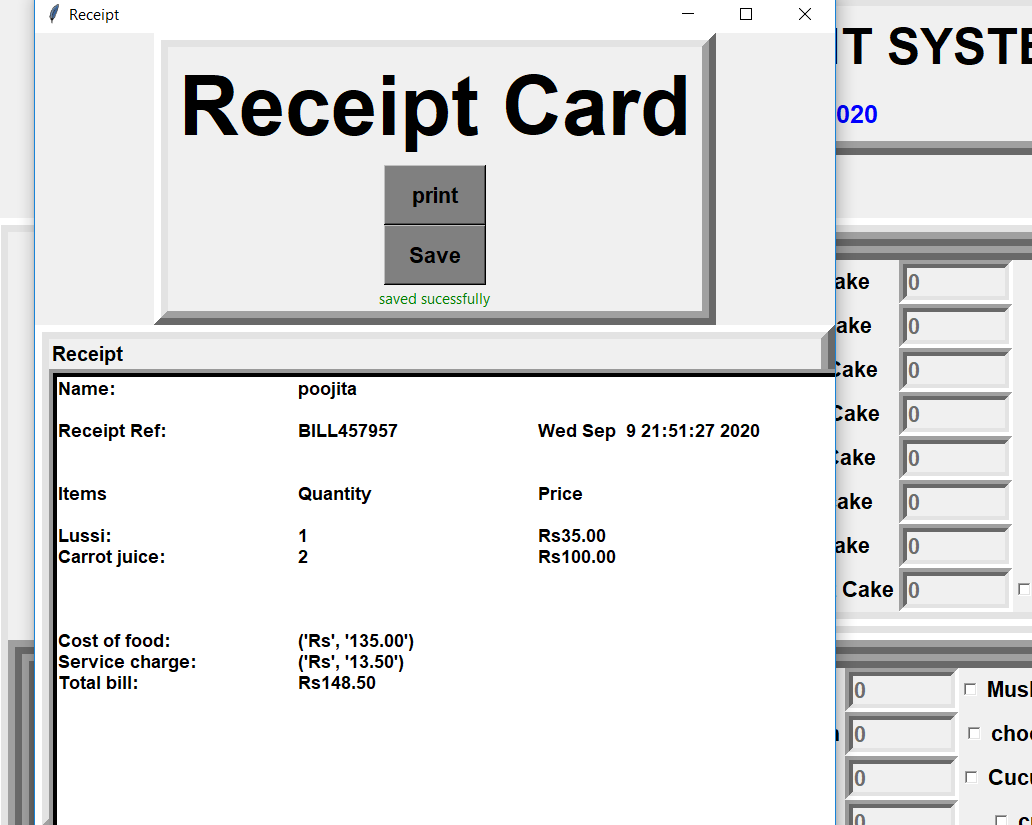 Receipt
Receipt Card
print
Save
saved sucessfully
Receipt
Name: poojita
Receipt Ref: BILL457957 Wed Sep  9 21:51:27 2020
Items Quantity Price
Lussi: 1 Rs35.00
Carrot juice: 2 Rs100.00
Cost of food: ('Rs', '135.00')
Service charge: ('Rs', '13.50')
Total bill: Rs148.50
T SYSTE
020
ake 0
ake 0
Cake 0
Cake 0
Cake 0
ake 0
ake 0
Cake 0
0 Mus
0 choo
0 Cucu
0